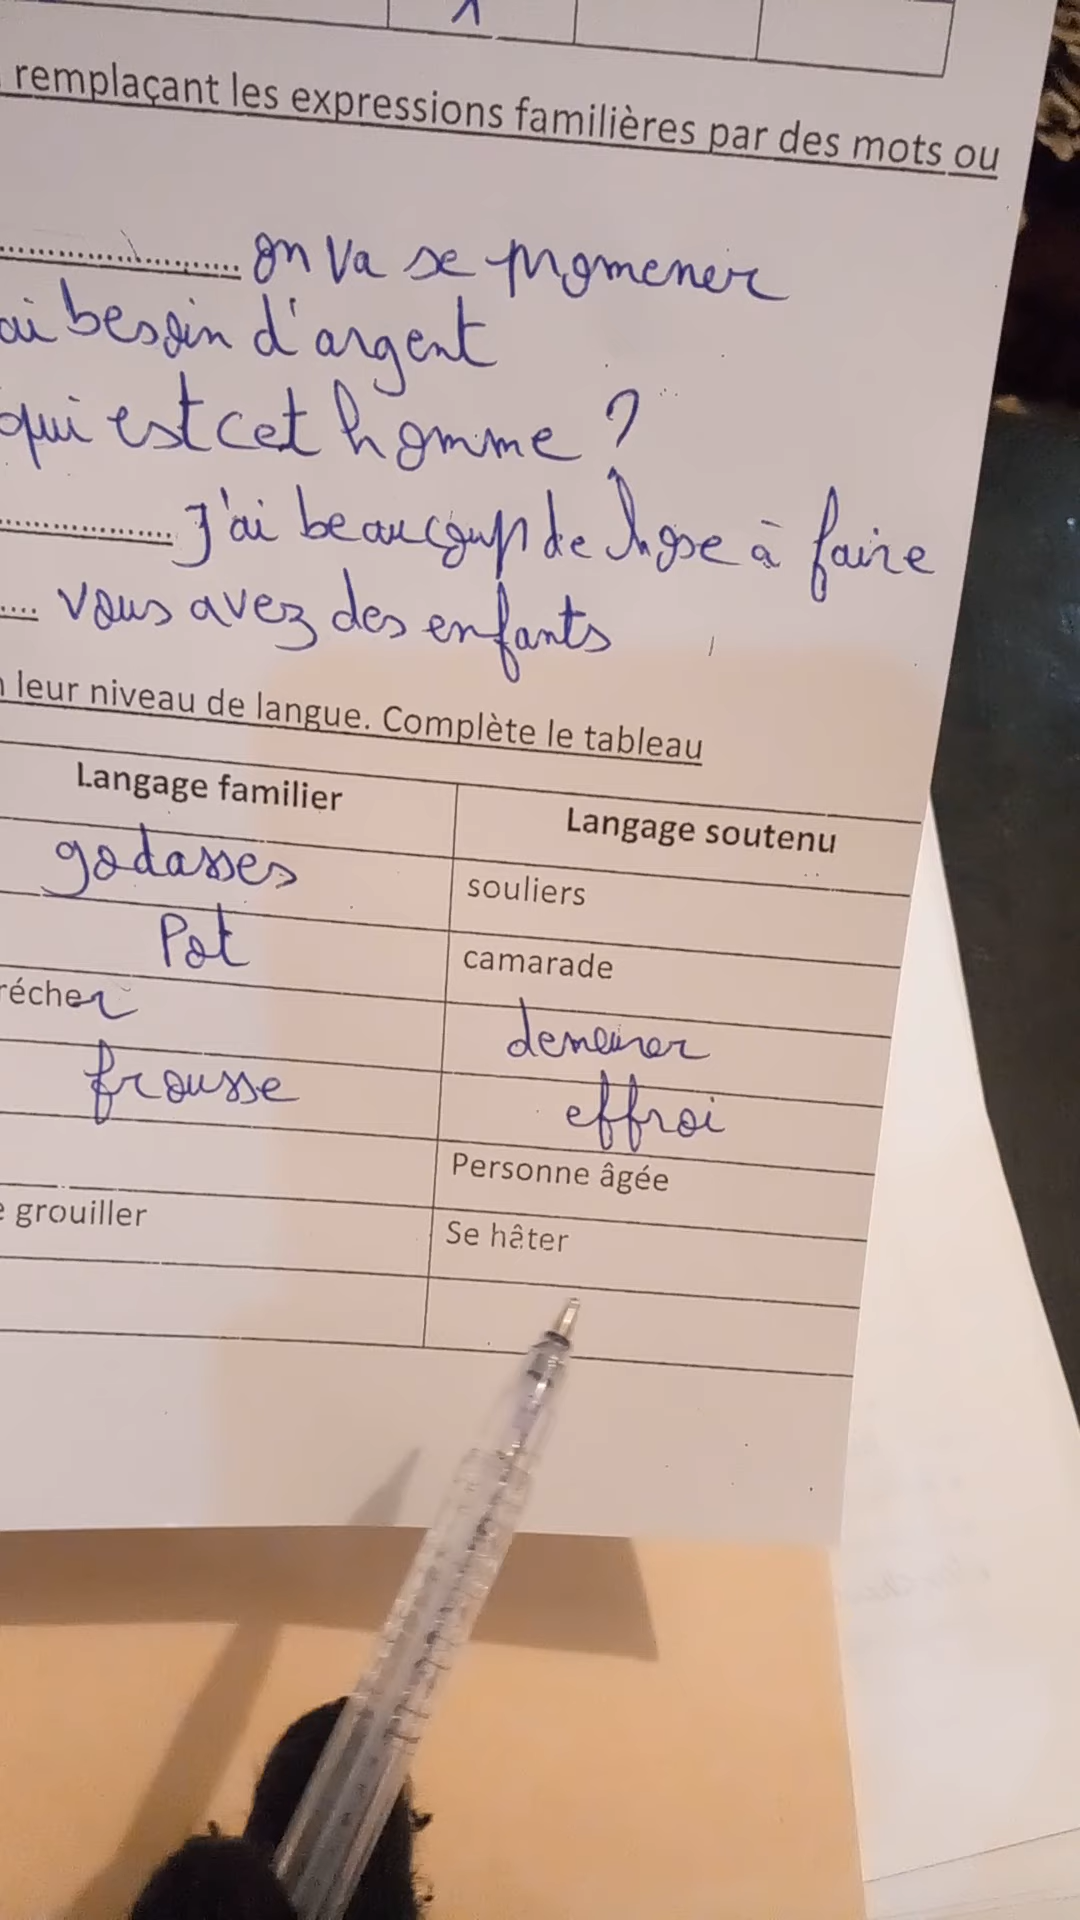 remplaçant les expressions familières par des mots ou
on va se promener
ai besoin d'argent
qui est cet homme ?
J'ai beaucoup de chose à faire
vous avez des enfants
leur niveau de langue. Complète le tableau
Langage familier Langage soutenu
godasses souliers
Pot camarade
récher demeurer
frousse effroi
Personne âgée
grouiller Se hâter